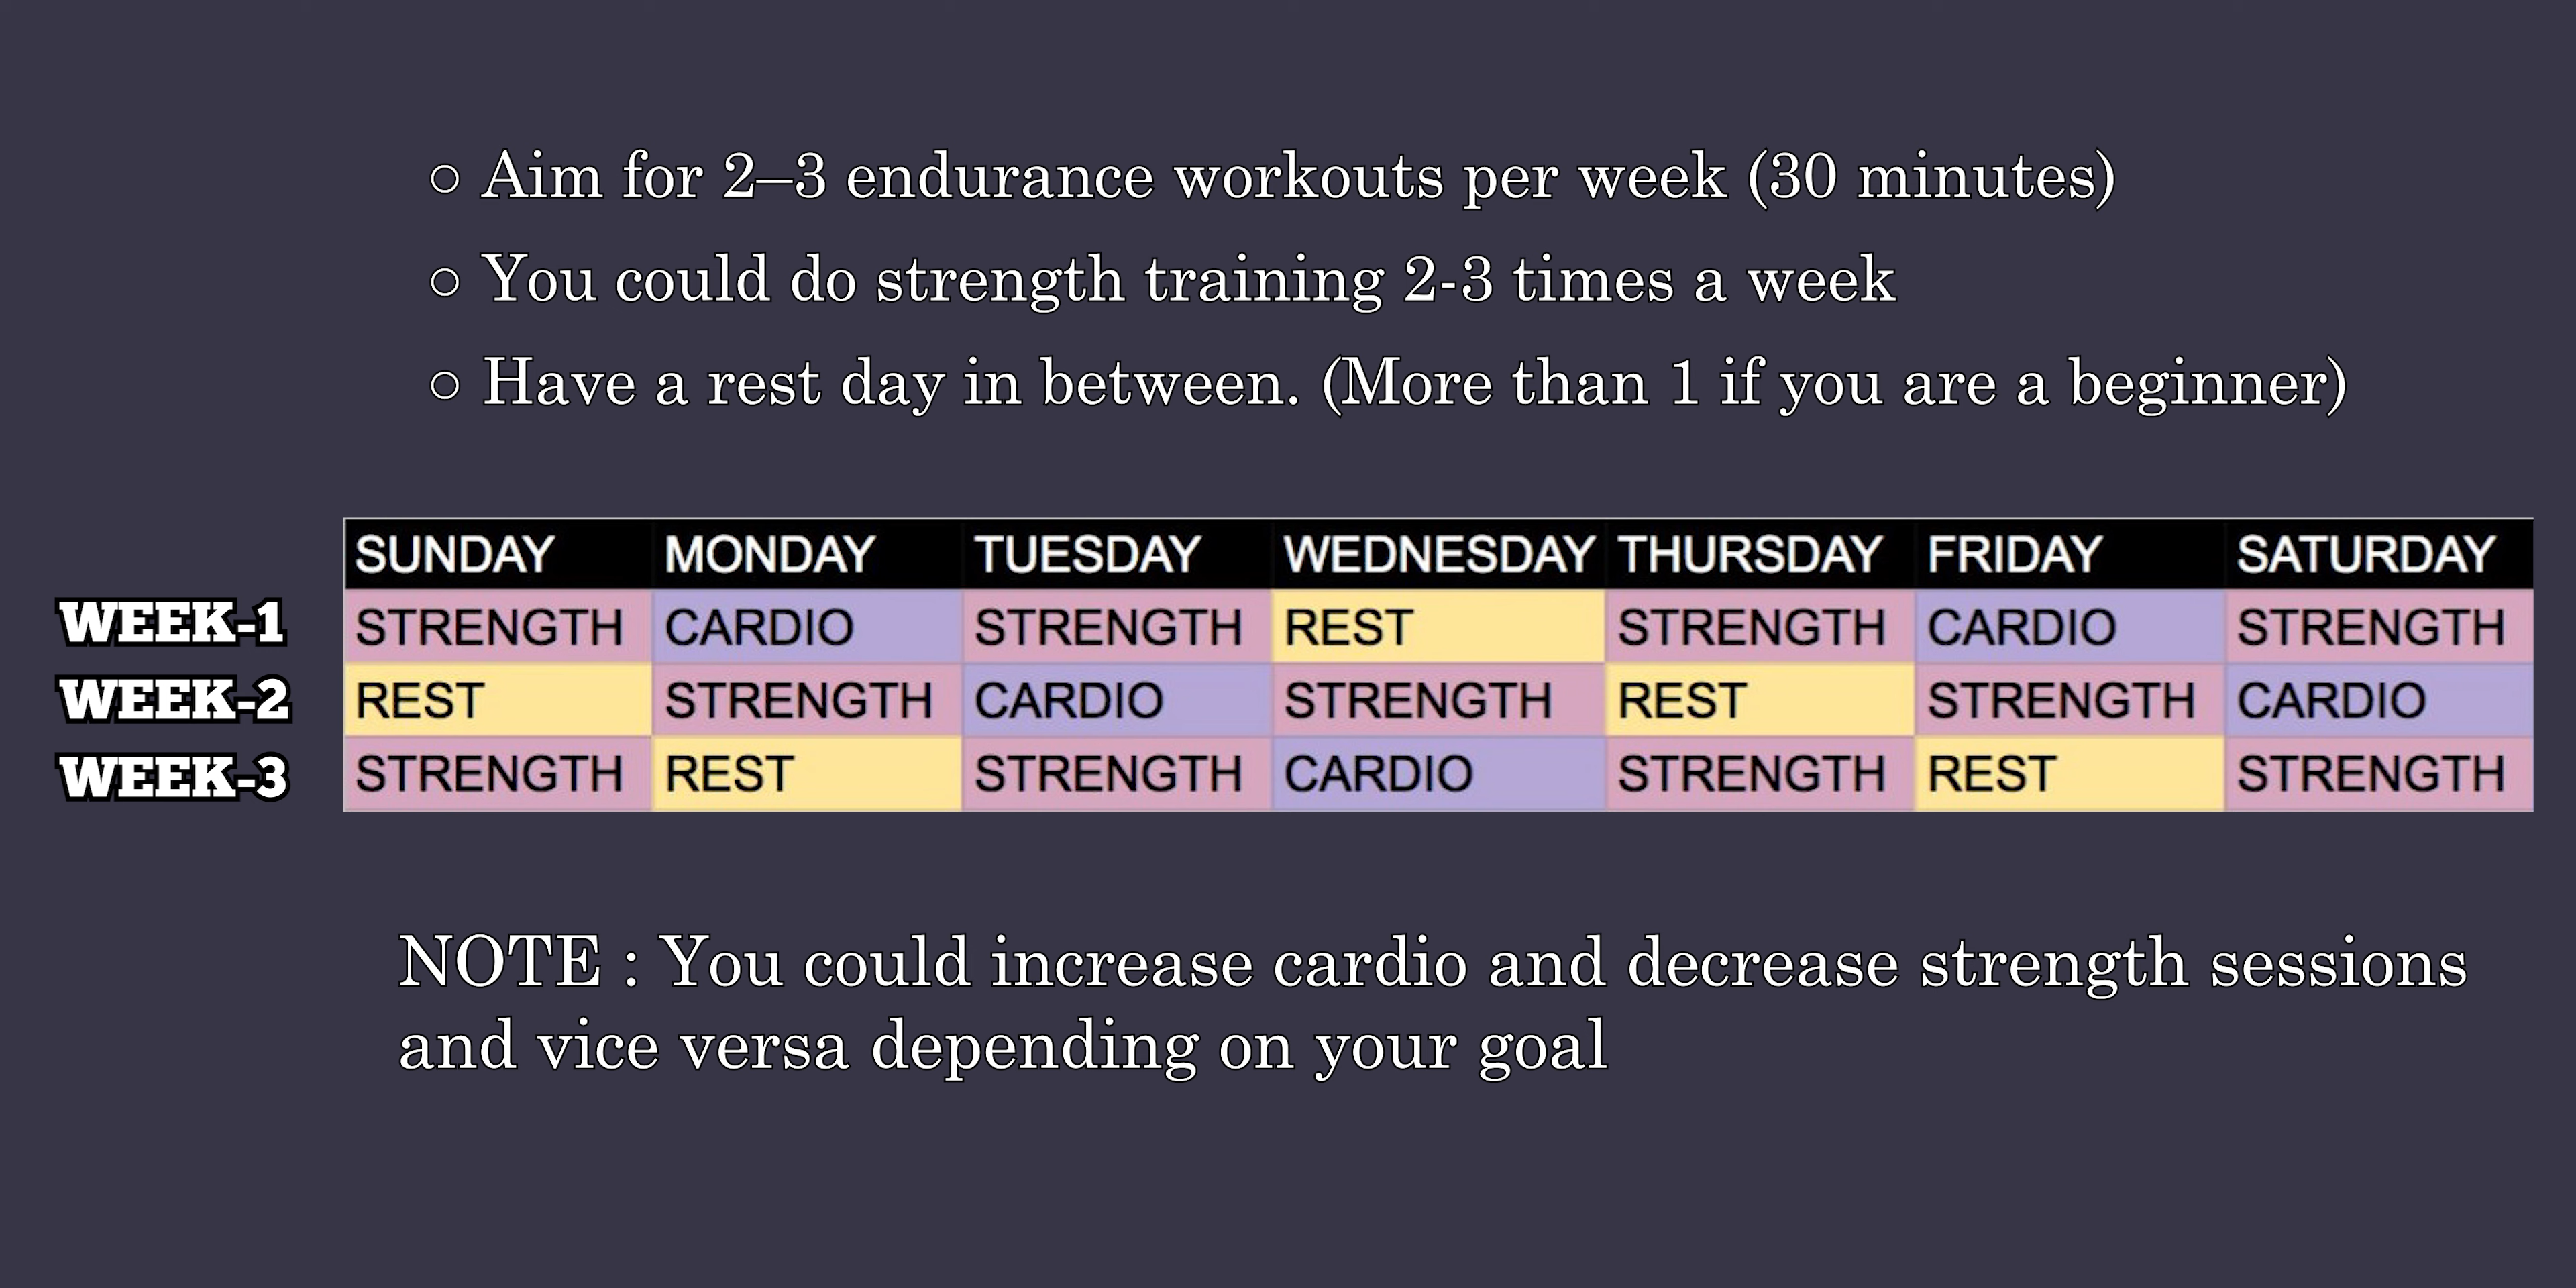 ○ Aim for 2–3 endurance workouts per week (30 minutes)
○ You could do strength training 2-3 times a week
○ Have a rest day in between. (More than 1 if you are a beginner)
SUNDAY MONDAY TUESDAY WEDNESDAY THURSDAY FRIDAY SATURDAY
WEEK-1 STRENGTH CARDIO STRENGTH REST STRENGTH CARDIO STRENGTH
WEEK-2 REST STRENGTH CARDIO STRENGTH REST STRENGTH CARDIO
WEEK-3 STRENGTH REST STRENGTH CARDIO STRENGTH REST STRENGTH
NOTE : You could increase cardio and decrease strength sessions
and vice versa depending on your goal